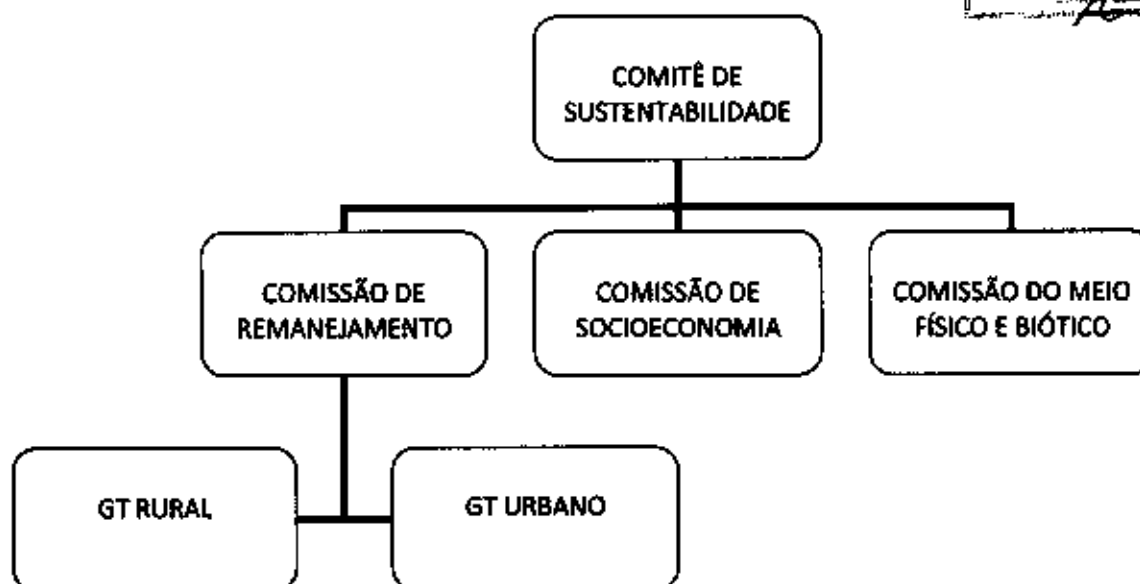 COMITÊ DE
SUSTENTABILIDADE
COMISSÃO DE
REMANEJAMENTO
COMISSÃO DE
SOCIOECONOMIA
COMISSÃO DO MEIO
FÍSICO E BIÓTICO
GT RURAL
GT URBANO